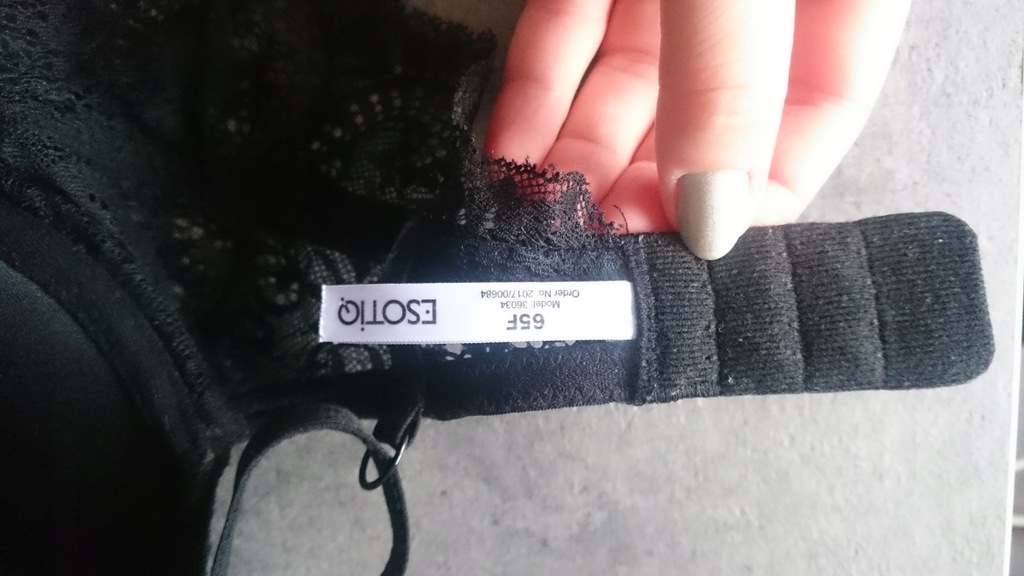 ESOTIQ
65F
Model: 36034
Order No: 2017/00684